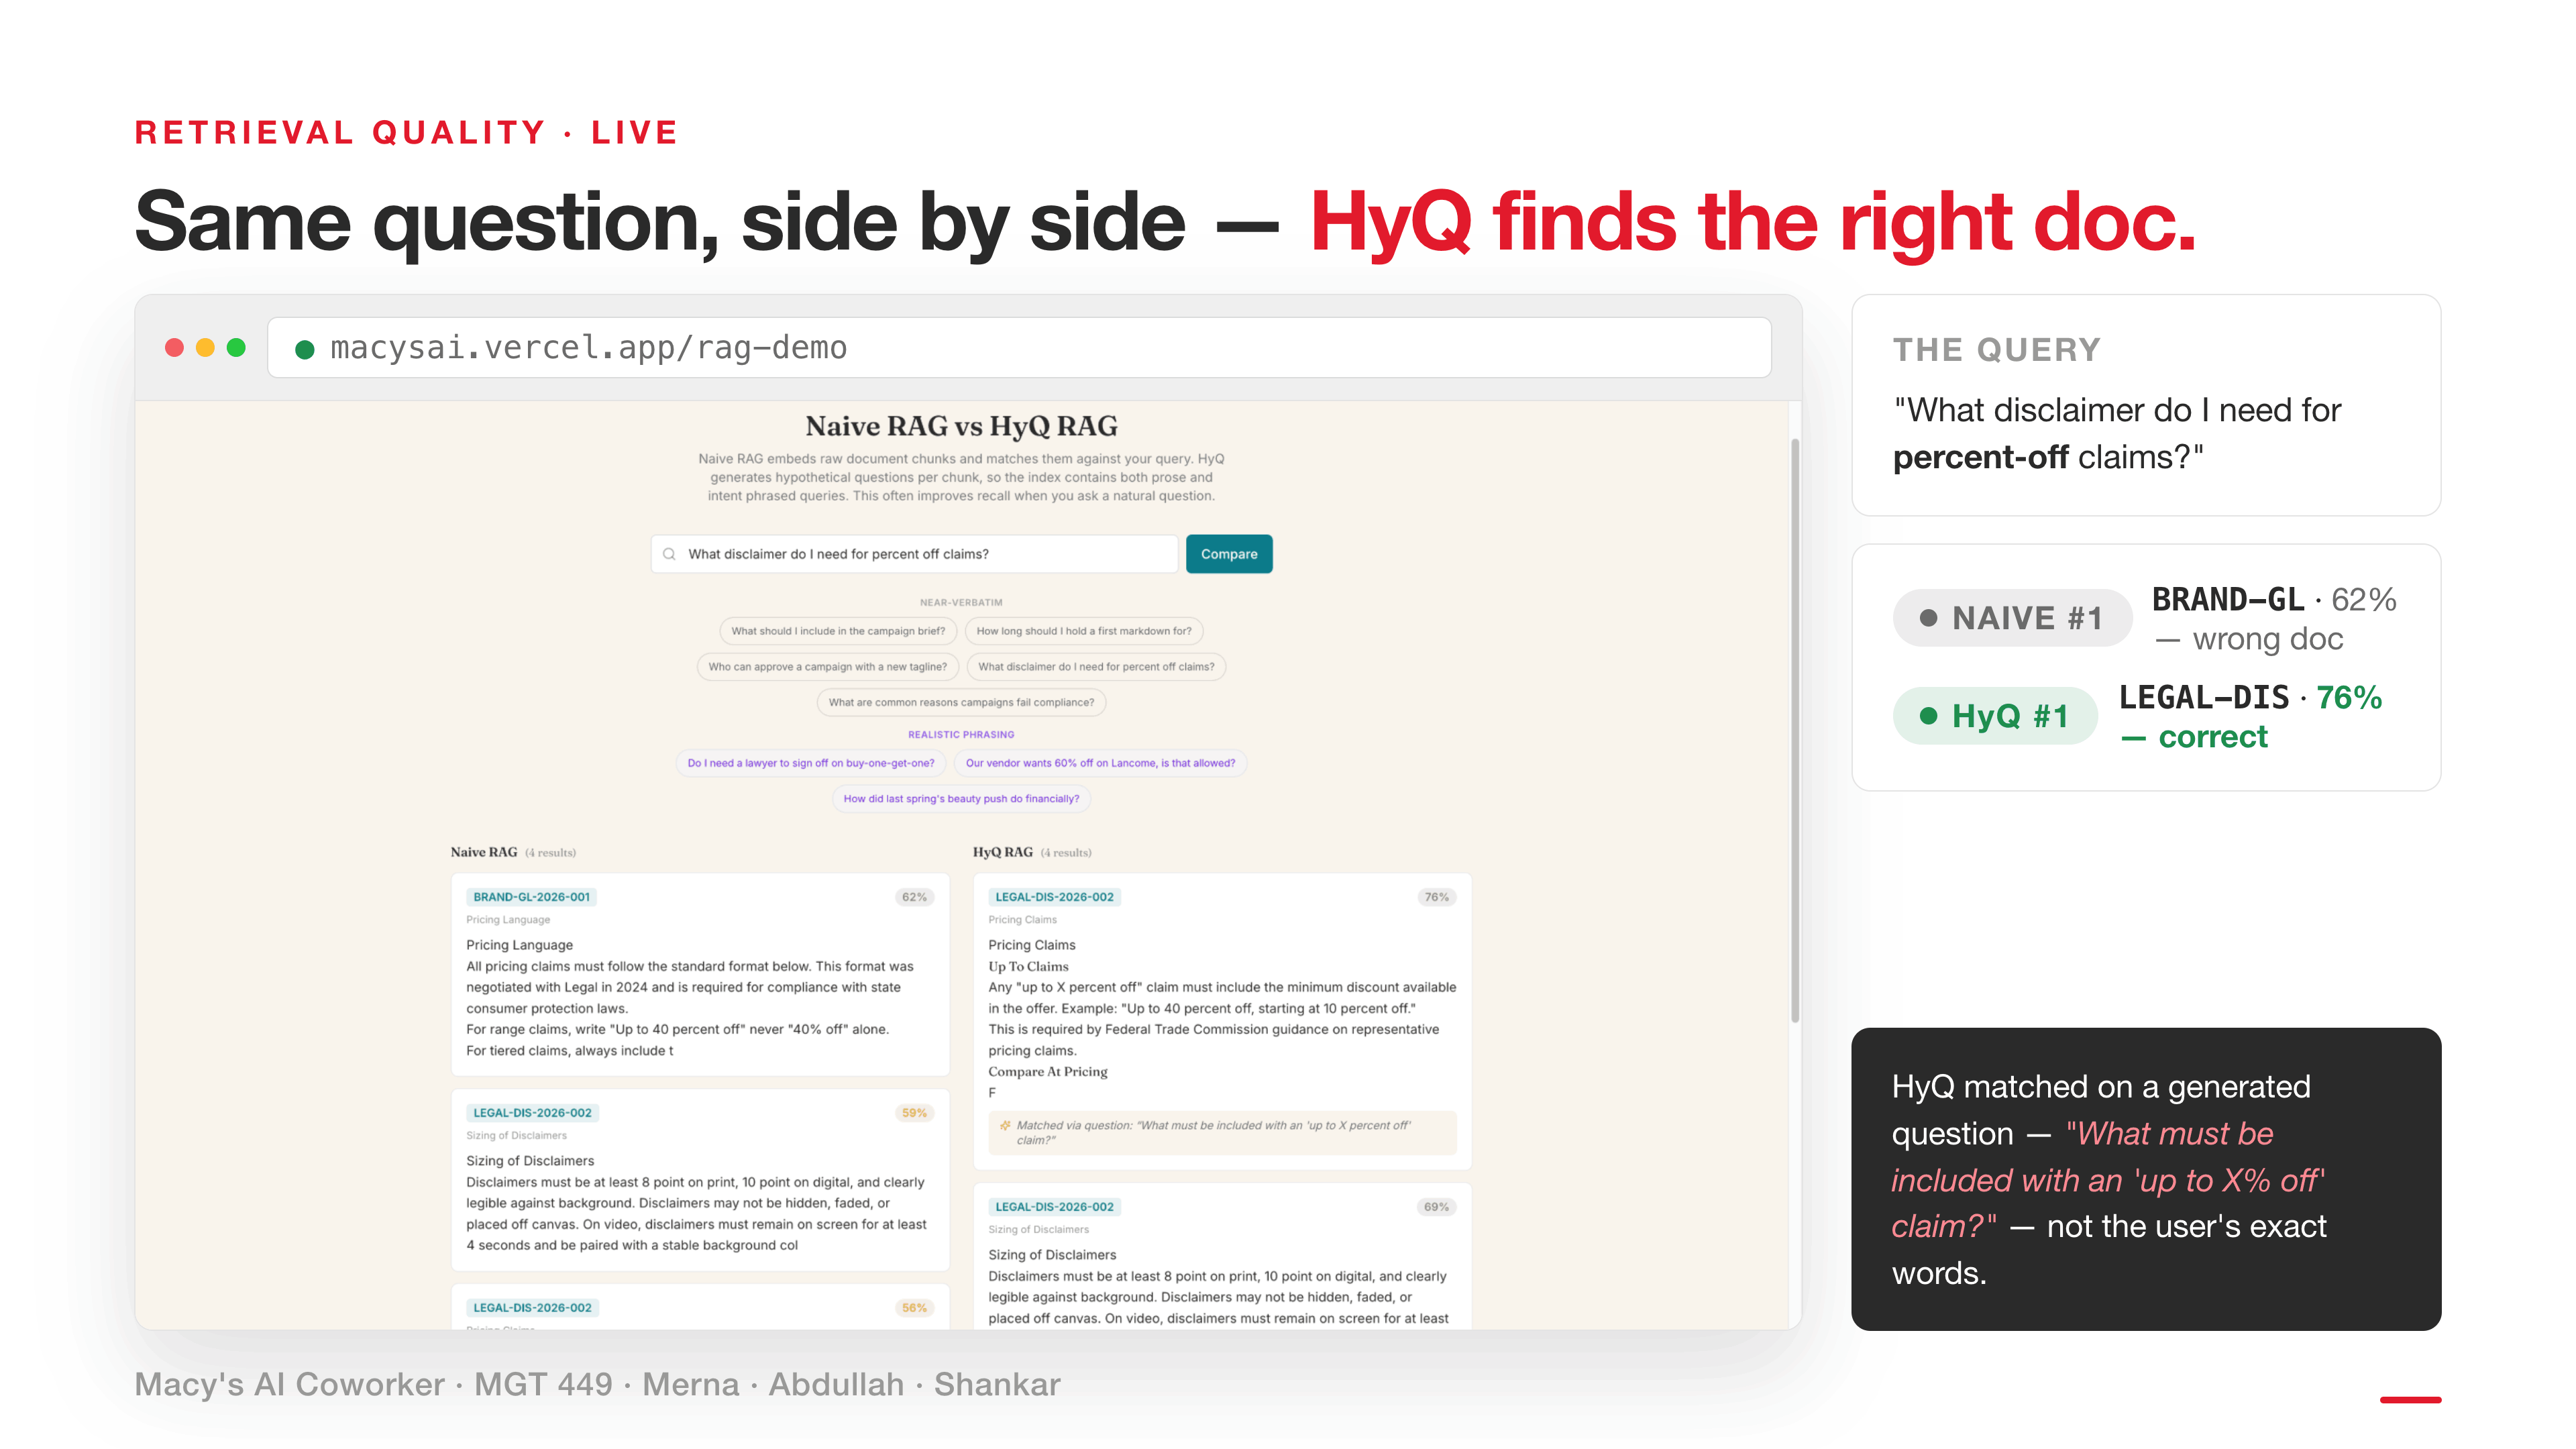 RETRIEVAL QUALITY · LIVE
Same question, side by side — HyQ finds the right doc.
macysai.vercel.app/rag-demo
Naive RAG vs HyQ RAG
Naive RAG embeds raw document chunks and matches them against your query. HyQ
generates hypothetical questions per chunk, so the index contains both prose and
intent phrased queries. This often improves recall when you ask a natural question.
What disclaimer do I need for percent off claims?
Compare
NEAR-VERBATIM
What should I include in the campaign brief?
How long should I hold a first markdown for?
Who can approve a campaign with a new tagline?
What disclaimer do I need for percent off claims?
What are common reasons campaigns fail compliance?
REALISTIC PHRASING
Do I need a lawyer to sign off on buy-one-get-one?
Our vendor wants 60% off on Lancome, is that allowed?
How did last spring's beauty push do financially?
Naive RAG (4 results)
BRAND-GL-2026-001
62%
Pricing Language
Pricing Language
All pricing claims must follow the standard format below. This format was
negotiated with Legal in 2024 and is required for compliance with state
consumer protection laws.
For range claims, write "Up to 40 percent off" never "40% off" alone.
For tiered claims, always include t
LEGAL-DIS-2026-002
59%
Sizing of Disclaimers
Sizing of Disclaimers
Disclaimers must be at least 8 point on print, 10 point on digital, and clearly
legible against background. Disclaimers may not be hidden, faded, or
placed off canvas. On video, disclaimers must remain on screen for at least
4 seconds and be paired with a stable background col
LEGAL-DIS-2026-002
56%
Pricing Claims
HyQ RAG (4 results)
LEGAL-DIS-2026-002
76%
Pricing Claims
Pricing Claims
Up To Claims
Any "up to X percent off" claim must include the minimum discount available
in the offer. Example: "Up to 40 percent off, starting at 10 percent off."
This is required by Federal Trade Commission guidance on representative
pricing claims.
Compare At Pricing
F
Matched via question: "What must be included with an 'up to X percent off'
claim?"
LEGAL-DIS-2026-002
69%
Sizing of Disclaimers
Sizing of Disclaimers
Disclaimers must be at least 8 point on print, 10 point on digital, and clearly
legible against background. Disclaimers may not be hidden, faded, or
placed off canvas. On video, disclaimers must remain on screen for at least
THE QUERY
"What disclaimer do I need for
percent-off claims?"
NAIVE #1
BRAND–GL · 62%
— wrong doc
HyQ #1
LEGAL–DIS · 76%
— correct
HyQ matched on a generated
question — "What must be
included with an 'up to X% off'
claim?" — not the user's exact
words.
Macy's AI Coworker · MGT 449 · Merna · Abdullah · Shankar